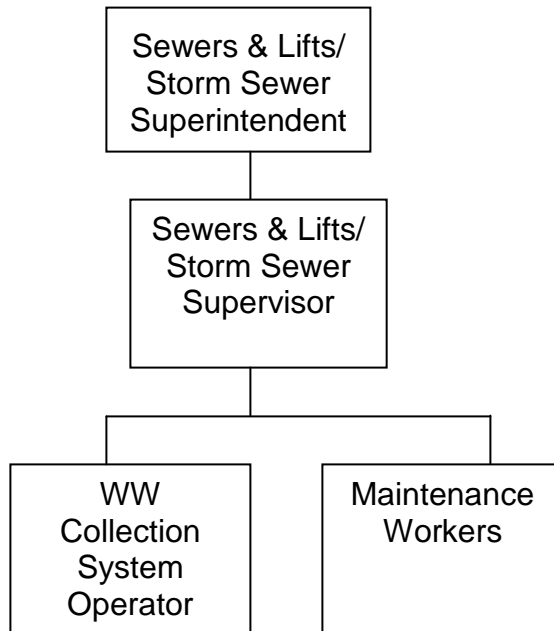 Sewers & Lifts/
Storm Sewer
Superintendent
Sewers & Lifts/
Storm Sewer
Supervisor
WW
Collection
System
Operator
Maintenance
Workers